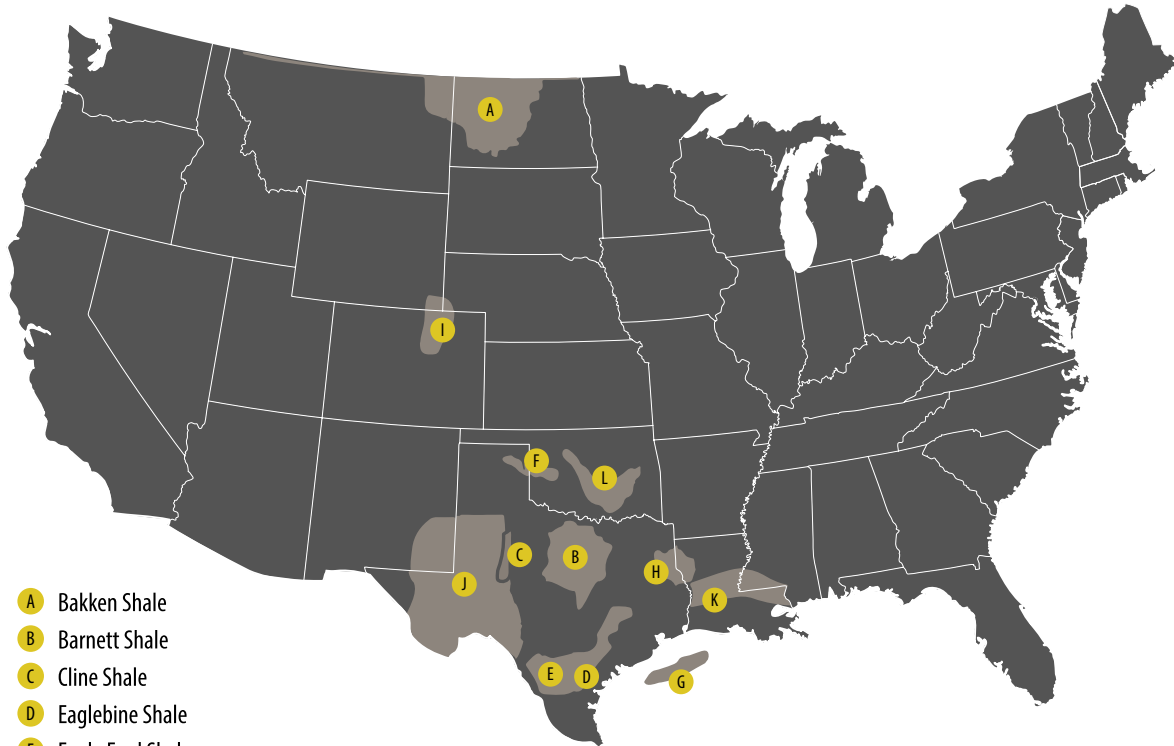 A
I
F
L
C
B
H
J
K
E
D
G
A Bakken Shale
B Barnett Shale
C Cline Shale
D Eaglebine Shale